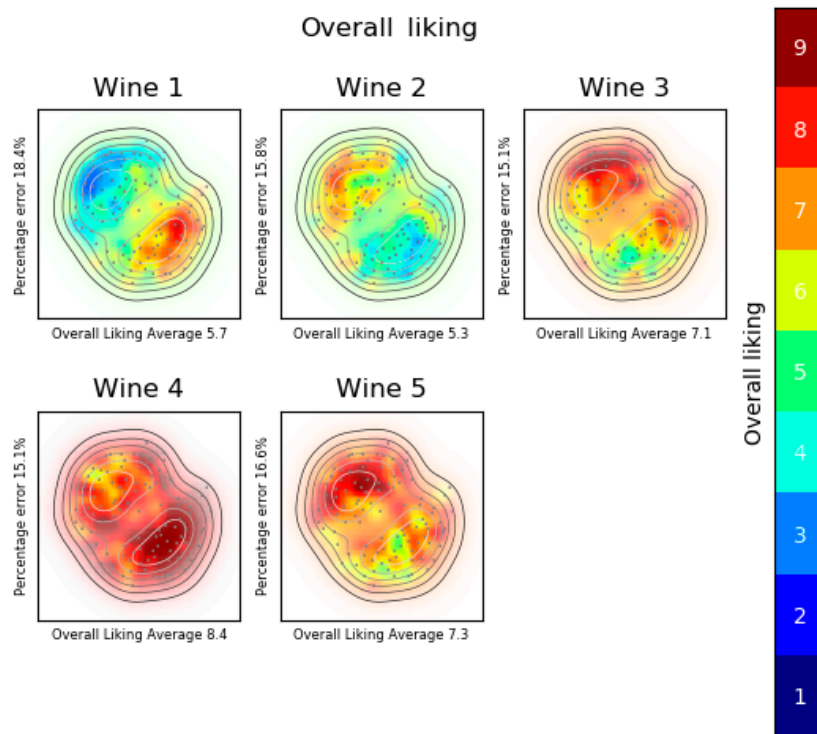 Overall liking
Wine 1
Percentage error 18.4%
Overall Liking Average 5.7
Wine 2
Percentage error 15.8%
Overall Liking Average 5.3
Wine 3
Percentage error 15.1%
Overall Liking Average 7.1
Wine 4
Percentage error 15.1%
Overall Liking Average 8.4
Wine 5
Percentage error 16.6%
Overall Liking Average 7.3
Overall liking
9
8
7
6
5
4
3
2
1